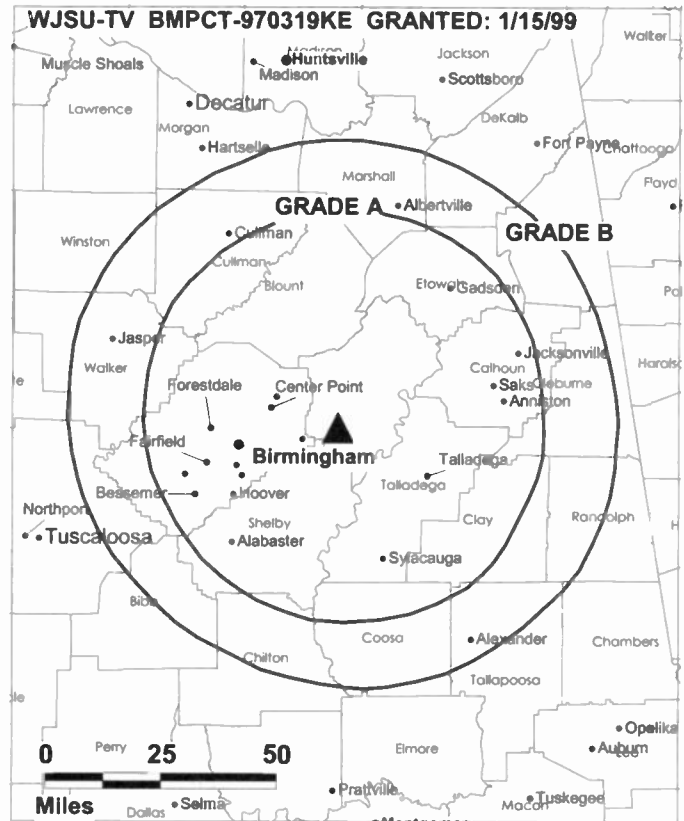 WJSU-TV BMPCT-970319KE GRANTED: 1/15/99
Walker
Muscle Shoals
Madison
Huntsville
Madison
Jackson
Scottsboro
Lawrence
Decatur
DeKalb
Morgan
Hartselle
Fort Payne
Chattooga
Marshall
Floyd
GRADE A
Albertville
Cullman
GRADE B
Winston
Cullman
Blount
Etowah
Gadsden
Jasper
Walker
Jacksonville
Calhoun
Forestdale
Center Point
Saks
Cleburne
Anniston
Fairfield
Birmingham
Talladega
Talladega
Bessemer
Hoover
Northport
Clay
Randolph
Tuscaloosa
Shelby
Alabaster
Sylacauga
Bibb
Coosa
Alexander
Chambers
Chilton
Tallapoosa
Opelika
0 25 50
Perry
Elmore
Auburn
Lee
Miles
Prattville
Selma
Dallas
Macon
Tuskegee